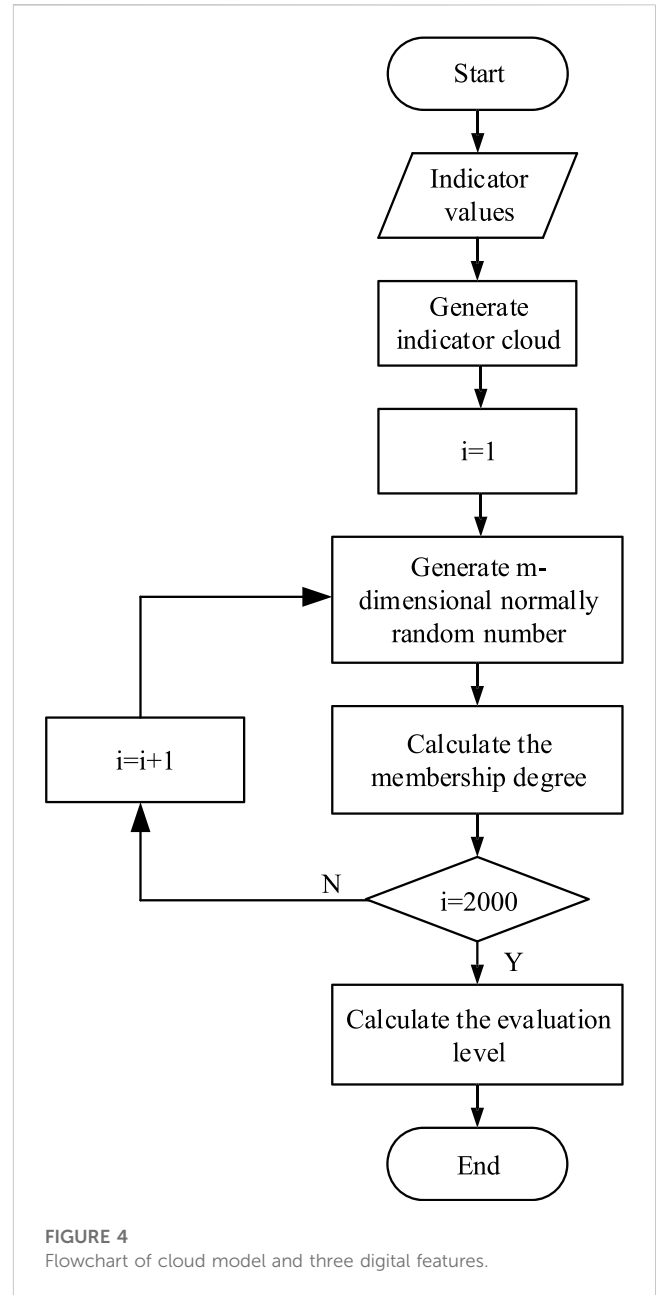 Start
Indicator
values
Generate
indicator cloud
i=1
Generate m-
dimensional normally
random number
Calculate the
membership degree
i=i+1
N
i=2000
Y
Calculate the evaluation
level
End
FIGURE 4
Flowchart of cloud model and three digital features.